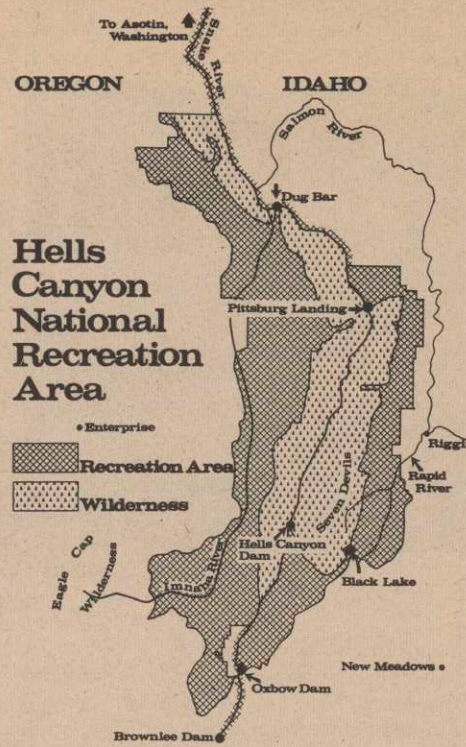 To Asotin,
Washington
Snake River
OREGON
IDAHO
Salmon River
Dug Bar
Hells
Canyon
National
Recreation
Area
Pittsburg Landing
Enterprise
Recreation Area
Wilderness
Riggi
Rapid
River
Seven Devils
Hells Canyon
Dam
Black Lake
Eagle Cap
Wilderness
Imnaha River
New Meadows
Oxbow Dam
Brownlee Dam